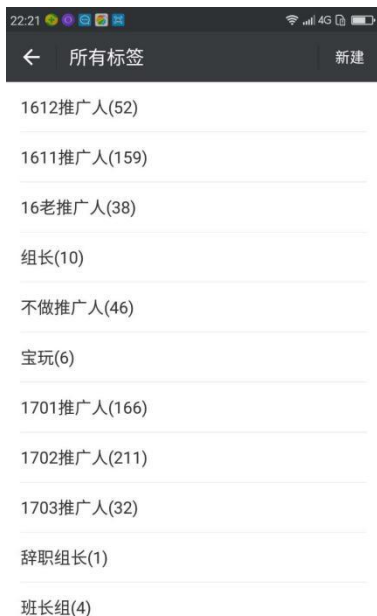 22:21 4G
所有标签 新建
1612推广人(52)
1611推广人(159)
16老推广人(38)
组长(10)
不做推广人(46)
宝玩(6)
1701推广人(166)
1702推广人(211)
1703推广人(32)
辞职组长(1)
班长组(4)